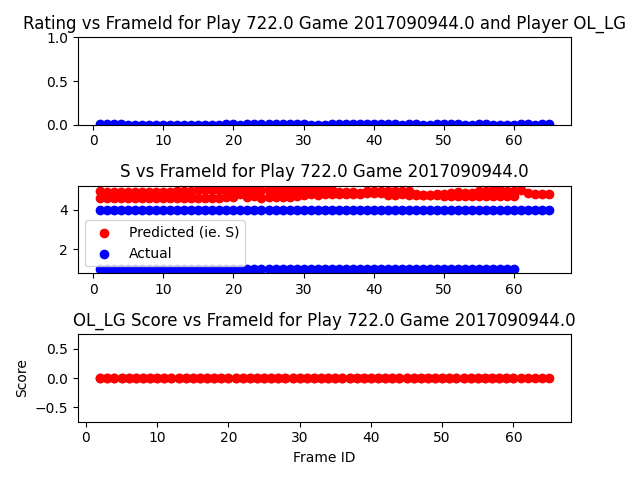 Rating vs FrameId for Play 722.0 Game 2017090944.0 and Player OL_LG
1.0
0.5
0.0
0 10 20 30 40 50 60
S vs FrameId for Play 722.0 Game 2017090944.0
4
2
Predicted (ie. S)
Actual
0 10 20 30 40 50 60
OL_LG Score vs FrameId for Play 722.0 Game 2017090944.0
Score
0.5
0.0
−0.5
0 10 20 30 40 50 60
Frame ID